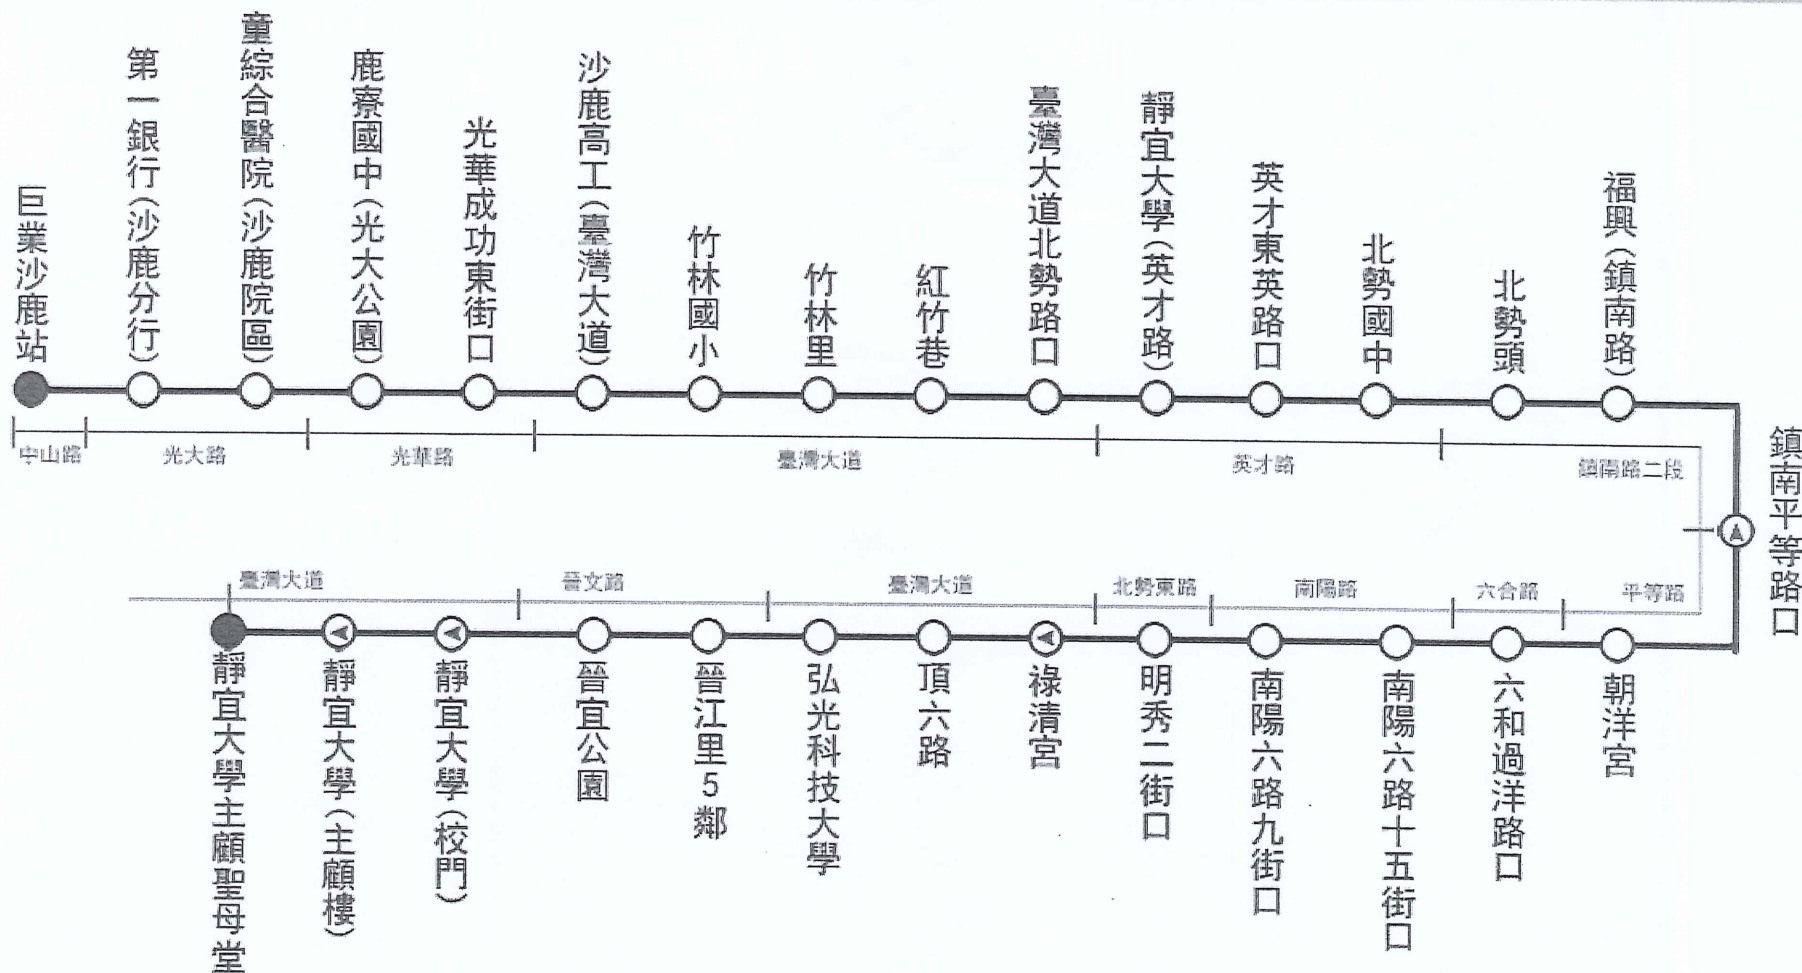 巨業沙鹿站
第一銀行(沙鹿分行)
童綜合醫院(沙鹿院區)
鹿寮國中(光大公園)
光華成功東街口
沙鹿高工(臺灣大道)
竹林國小
竹林里
紅竹巷
臺灣大道北勢路口
靜宜大學(英才路)
英才東英路口
北勢國中
北勢頭
福興(鎮南路)
中山路
光大路
光華路
臺灣大道
英才路
鎮南路二段
鎮南平等路口
臺灣大道
晉文路
臺灣大道
北勢東路
南陽路
六合路
平等路
靜宜大學主顧聖母堂
靜宜大學(主顧樓)
靜宜大學(校門)
晉宜公園
晉江里5鄰
弘光科技大學
頂六路
祿清宮
明秀二街口
南陽六路九街口
南陽六路十五街口
六和過洋路口
朝洋宮